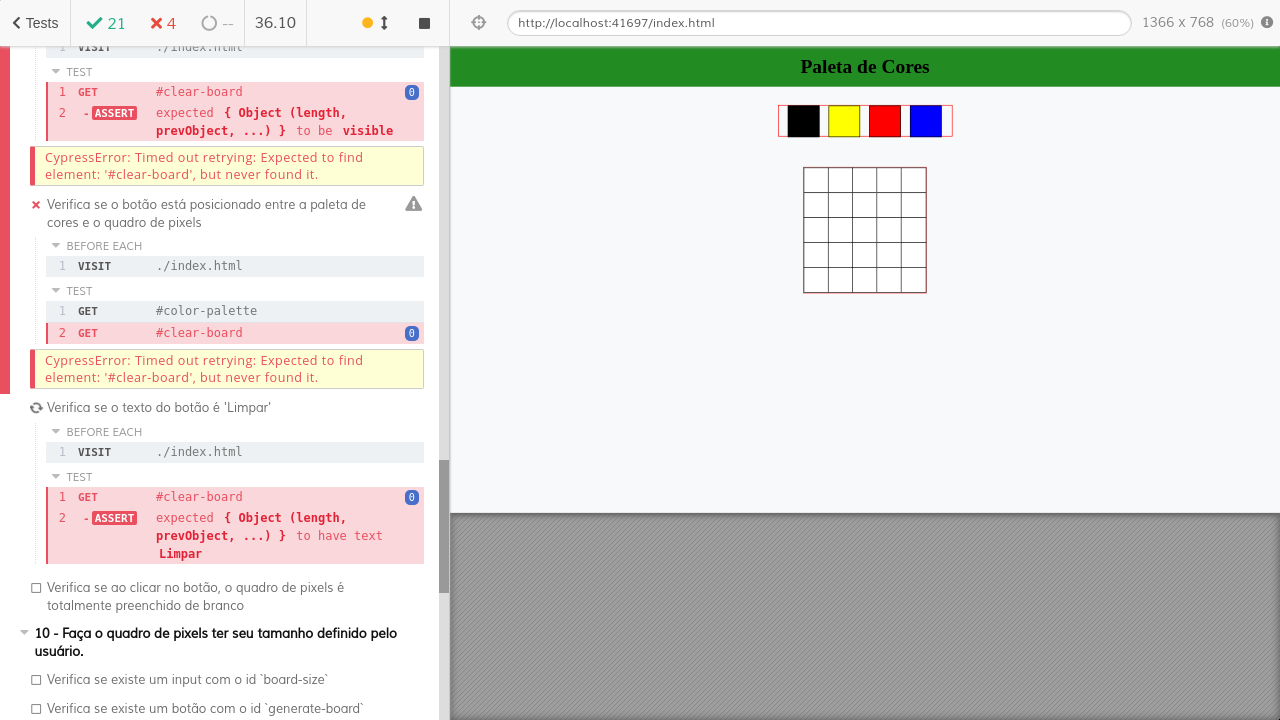 Tests 21 4 -- 36.10
http://localhost:41697/index.html 1366 x 768 (60%)
1 VISIT ./index.html
TEST
1 GET #clear-board 0
2 -ASSERT expected { Object (length,
prevObject, ...) } to be visible
CypressError: Timed out retrying: Expected to find
element: '#clear-board', but never found it.
Verifica se o botão está posicionado entre a paleta de
cores e o quadro de pixels
BEFORE EACH
1 VISIT ./index.html
TEST
1 GET #color-palette
2 GET #clear-board 0
CypressError: Timed out retrying: Expected to find
element: '#clear-board', but never found it.
Verifica se o texto do botão é 'Limpar'
BEFORE EACH
1 VISIT ./index.html
TEST
1 GET #clear-board 0
2 -ASSERT expected { Object (length,
prevObject, ...) } to have text
Limpar
Verifica se ao clicar no botão, o quadro de pixels é
totalmente preenchido de branco
10 - Faça o quadro de pixels ter seu tamanho definido pelo
usuário.
Verifica se existe um input com o id `board-size`
Verifica se existe um botão com o id `generate-board`
Paleta de Cores